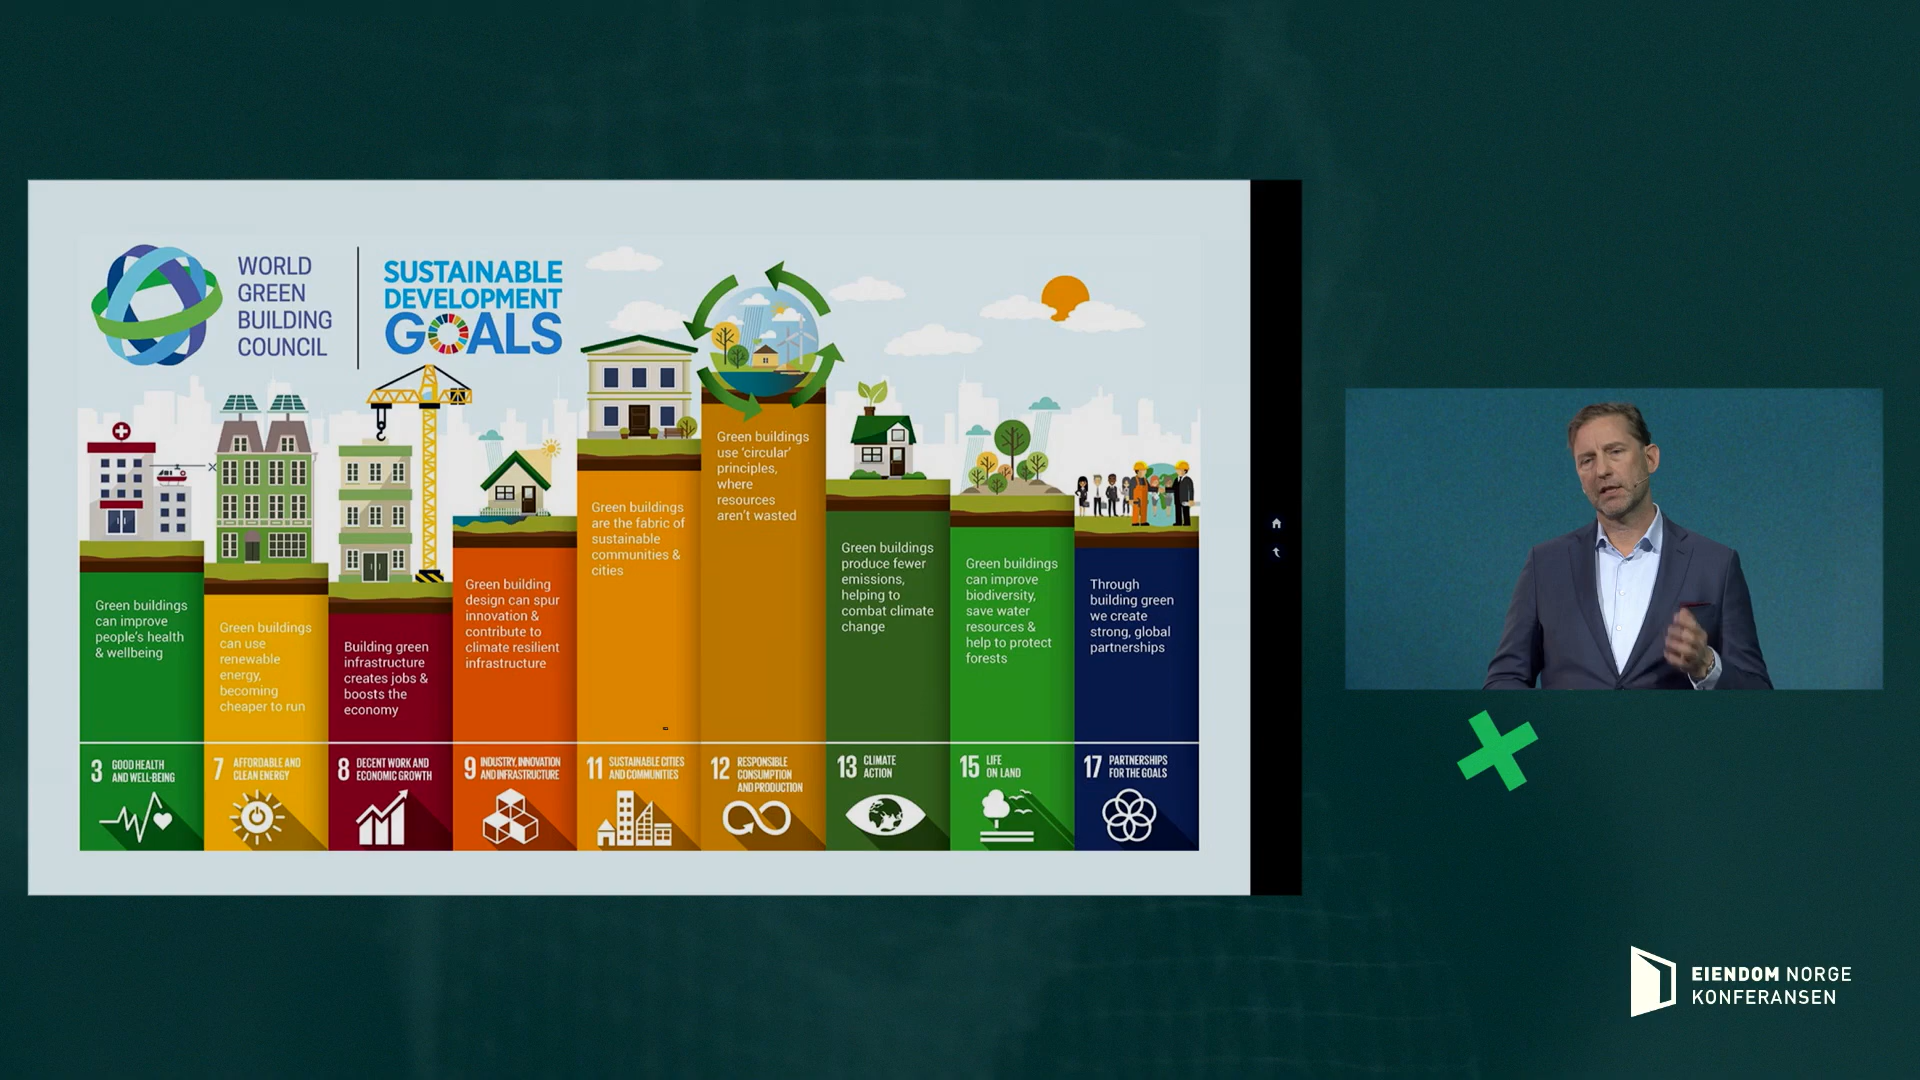 WORLD
GREEN
BUILDING
COUNCIL
SUSTAINABLE
DEVELOPMENT
GOALS
Green buildings
can improve
people's health
& wellbeing
Green buildings
can use
renewable
energy,
becoming
cheaper to run
Building green
infrastructure
creates jobs &
boosts the
economy
Green building
design can spur
innovation &
contribute to
climate resilient
infrastructure
Green buildings
are the fabric of
sustainable
communities &
cities
Green buildings
use 'circular'
principles,
where
resources
aren't wasted
Green buildings
produce fewer
emissions,
helping to
combat climate
change
Green buildings
can improve
biodiversity,
save water
resources &
help to protect
forests
Through
building green
we create
strong, global
partnerships
3 GOOD HEALTH
AND WELL-BEING
7 AFFORDABLE AND
CLEAN ENERGY
8 DECENT WORK AND
ECONOMIC GROWTH
9 INDUSTRY, INNOVATION
AND INFRASTRUCTURE
11 SUSTAINABLE CITIES
AND COMMUNITIES
12 RESPONSIBLE
CONSUMPTION
AND PRODUCTION
13 CLIMATE
ACTION
15 LIFE
ON LAND
17 PARTNERSHIPS
FOR THE GOALS
EIENDOM NORGE
KONFERANSEN